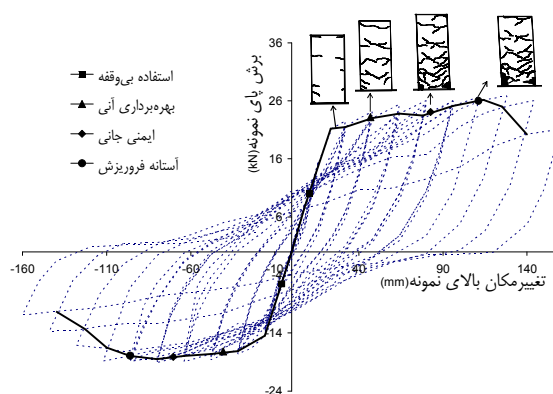 برش پای نمونه(kN)
36
26
16
6
-14
-24
استفاده بی‌وقفه
بهره‌برداری آنی
ایمنی جانی
آستانه فروریزش
-160
-110
-60
-10
40
90
140
تغییرمکان بالای نمونه(mm)